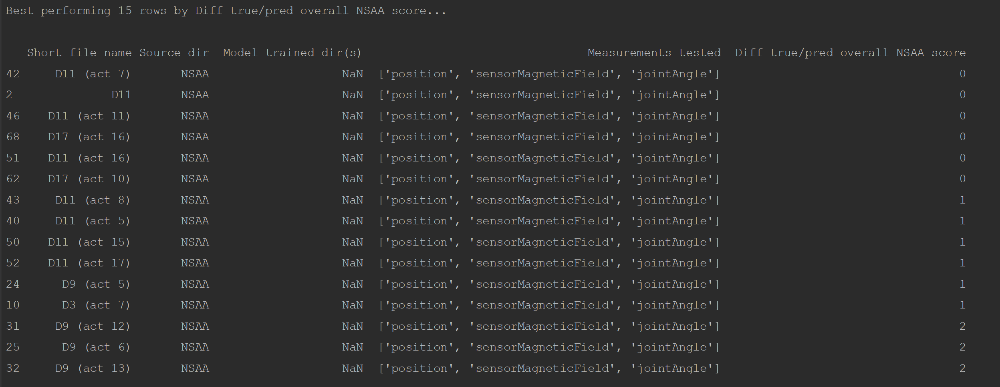 Best performing 15 rows by Diff true/pred overall NSAA score...
Short file name Source dir  Model trained dir(s)                                Measurements tested  Diff true/pred overall NSAA score
42     D11 (act 7)       NSAA                   NaN  ['position', 'sensorMagneticField', 'jointAngle']                                  0
2              D11       NSAA                   NaN  ['position', 'sensorMagneticField', 'jointAngle']                                  0
46    D11 (act 11)       NSAA                   NaN  ['position', 'sensorMagneticField', 'jointAngle']                                  0
68    D17 (act 16)       NSAA                   NaN  ['position', 'sensorMagneticField', 'jointAngle']                                  0
51    D11 (act 16)       NSAA                   NaN  ['position', 'sensorMagneticField', 'jointAngle']                                  0
62    D17 (act 10)       NSAA                   NaN  ['position', 'sensorMagneticField', 'jointAngle']                                  0
43     D11 (act 8)       NSAA                   NaN  ['position', 'sensorMagneticField', 'jointAngle']                                  1
40     D11 (act 5)       NSAA                   NaN  ['position', 'sensorMagneticField', 'jointAngle']                                  1
50    D11 (act 15)       NSAA                   NaN  ['position', 'sensorMagneticField', 'jointAngle']                                  1
52    D11 (act 17)       NSAA                   NaN  ['position', 'sensorMagneticField', 'jointAngle']                                  1
24      D9 (act 5)       NSAA                   NaN  ['position', 'sensorMagneticField', 'jointAngle']                                  1
10      D3 (act 7)       NSAA                   NaN  ['position', 'sensorMagneticField', 'jointAngle']                                  1
31     D9 (act 12)       NSAA                   NaN  ['position', 'sensorMagneticField', 'jointAngle']                                  2
25      D9 (act 6)       NSAA                   NaN  ['position', 'sensorMagneticField', 'jointAngle']                                  2
32     D9 (act 13)       NSAA                   NaN  ['position', 'sensorMagneticField', 'jointAngle']                                  2